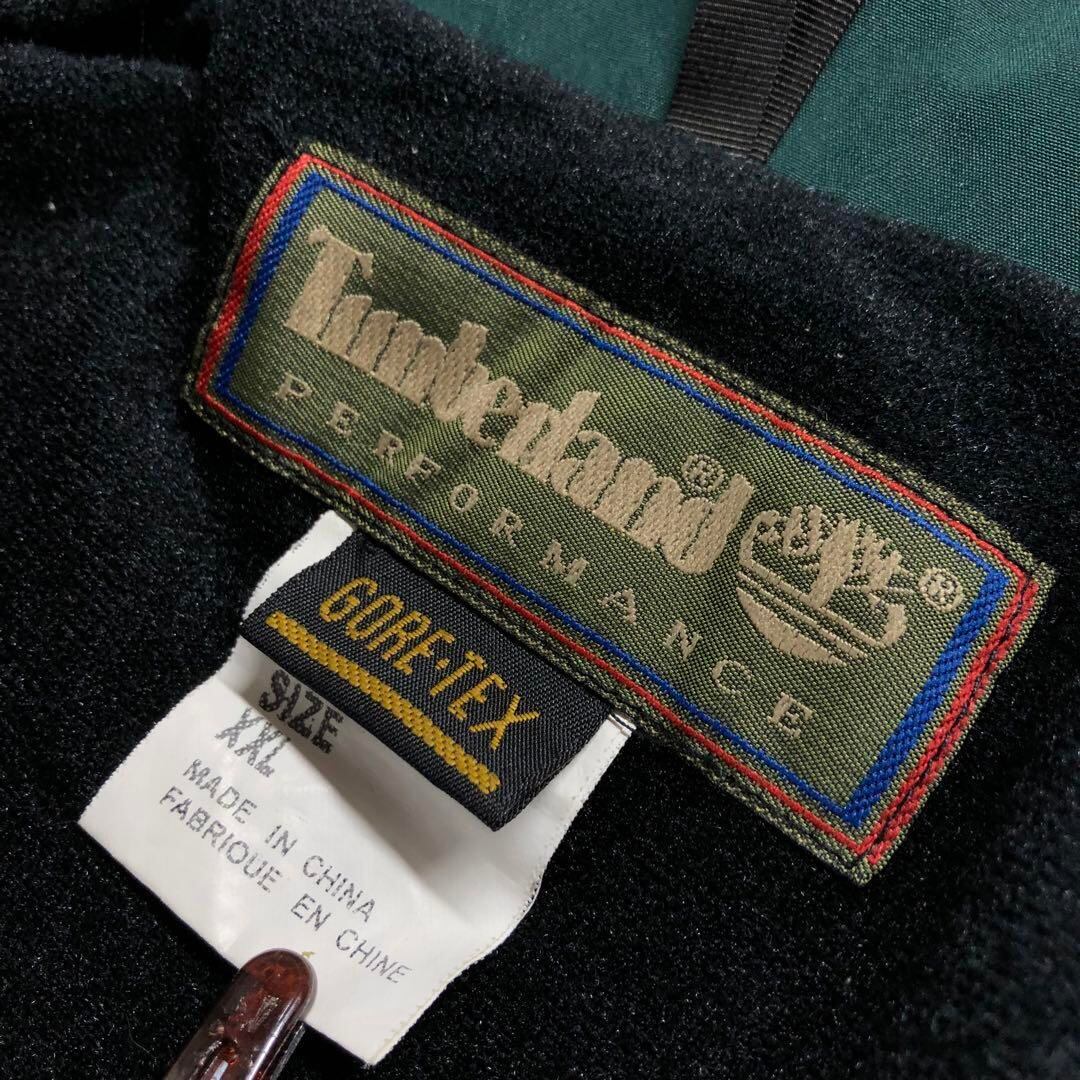 Timberland®
®
PERFORMANCE
GORE-TEX
SIZE
XXL
MADE IN CHINA
FABRIQUE EN CHINE